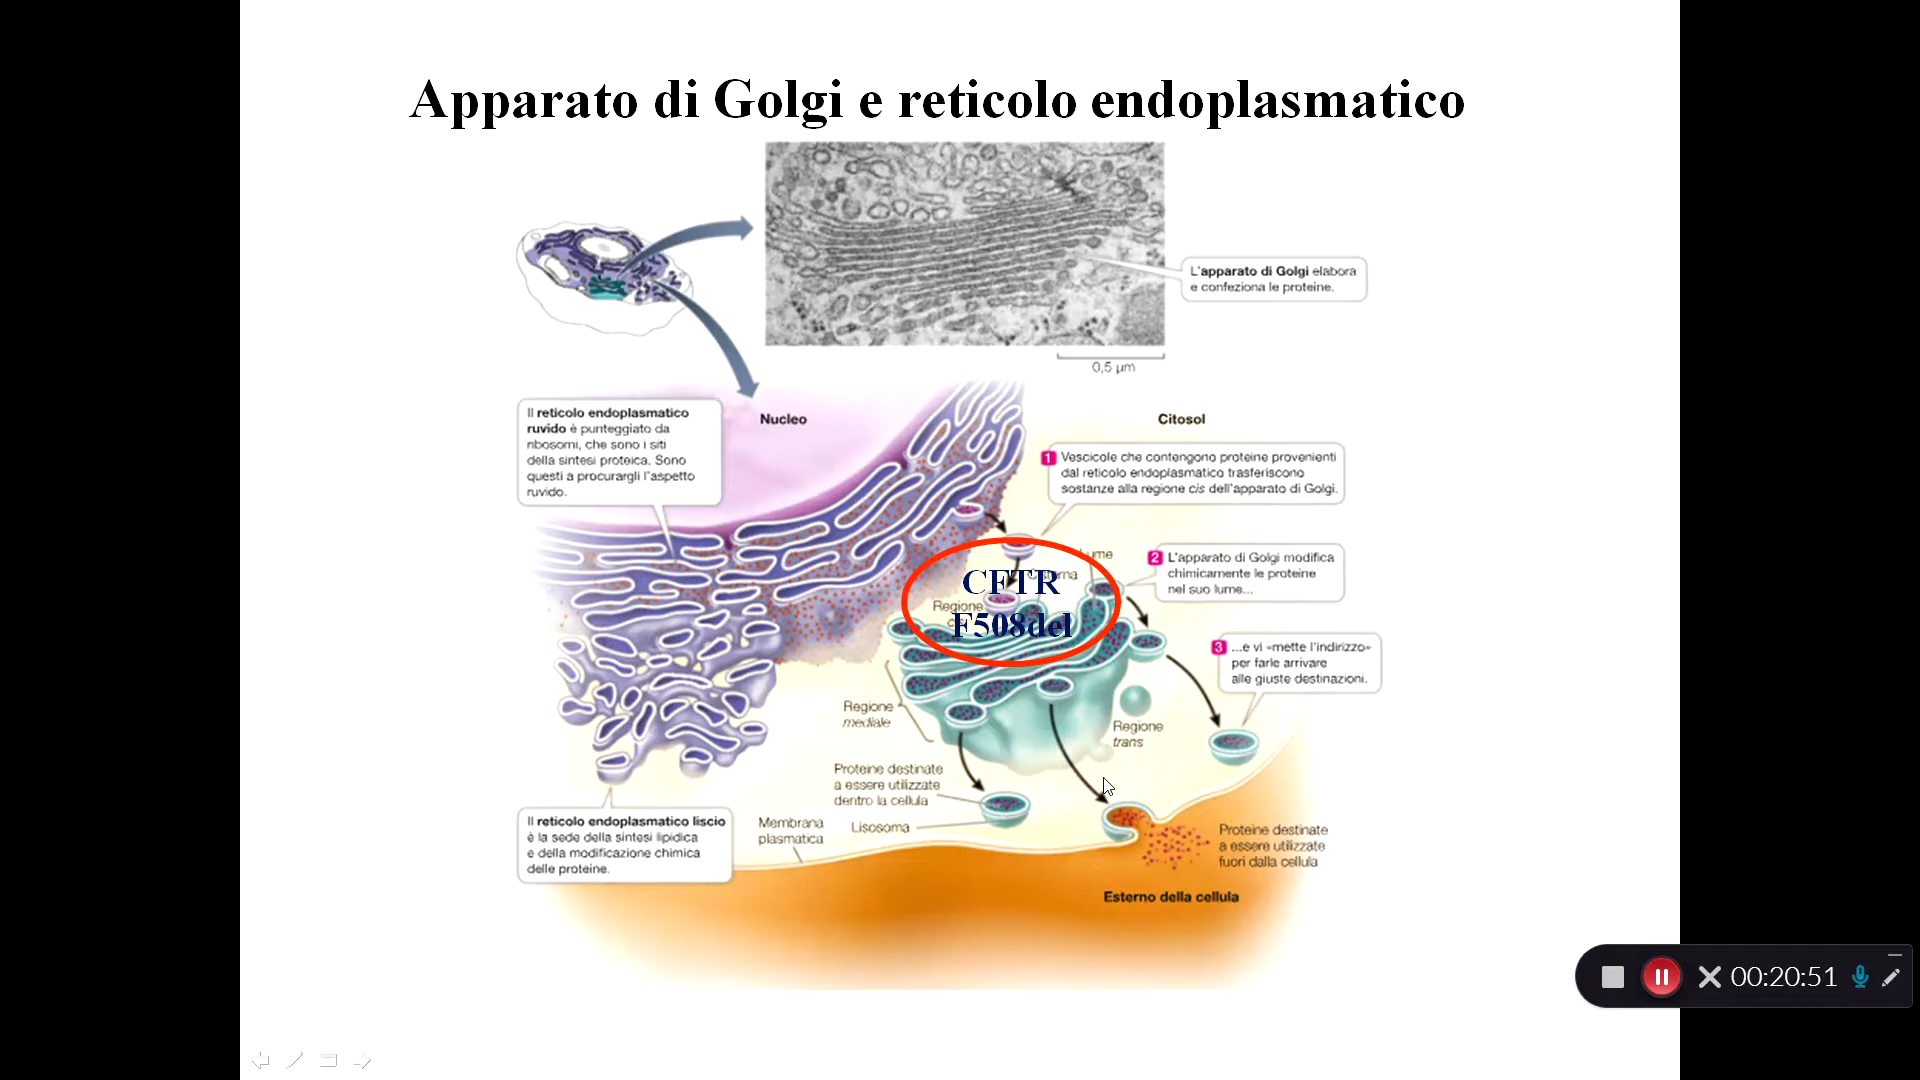 Apparato di Golgi e reticolo endoplasmatico
L'apparato di Golgi elabora
e confeziona le proteine.
0,5 µm
Il reticolo endoplasmatico
ruvido è punteggiato da
ribosomi, che sono i siti
della sintesi proteica. Sono
questi a procurargli l'aspetto
ruvido.
Nucleo
Citosol
1 Vescicole che contengono proteine provenienti
dal reticolo endoplasmatico trasferiscono
sostanze alla regione cis dell'apparato di Golgi.
2 L'apparato di Golgi modifica
chimicamente le proteine
nel suo lume...
CFTR
F508del
Regione
3 ...e vi «mette l'indirizzo»
per farle arrivare
alle giuste destinazioni.
Regione
mediale
Regione
trans
Proteine destinate
a essere utilizzate
dentro la cellula
Lisosoma
Membrana
plasmatica
Il reticolo endoplasmatico liscio
è la sede della sintesi lipidica
e della modificazione chimica
delle proteine.
Proteine destinate
a essere utilizzate
fuori dalla cellula
Esterno della cellula
00:20:51